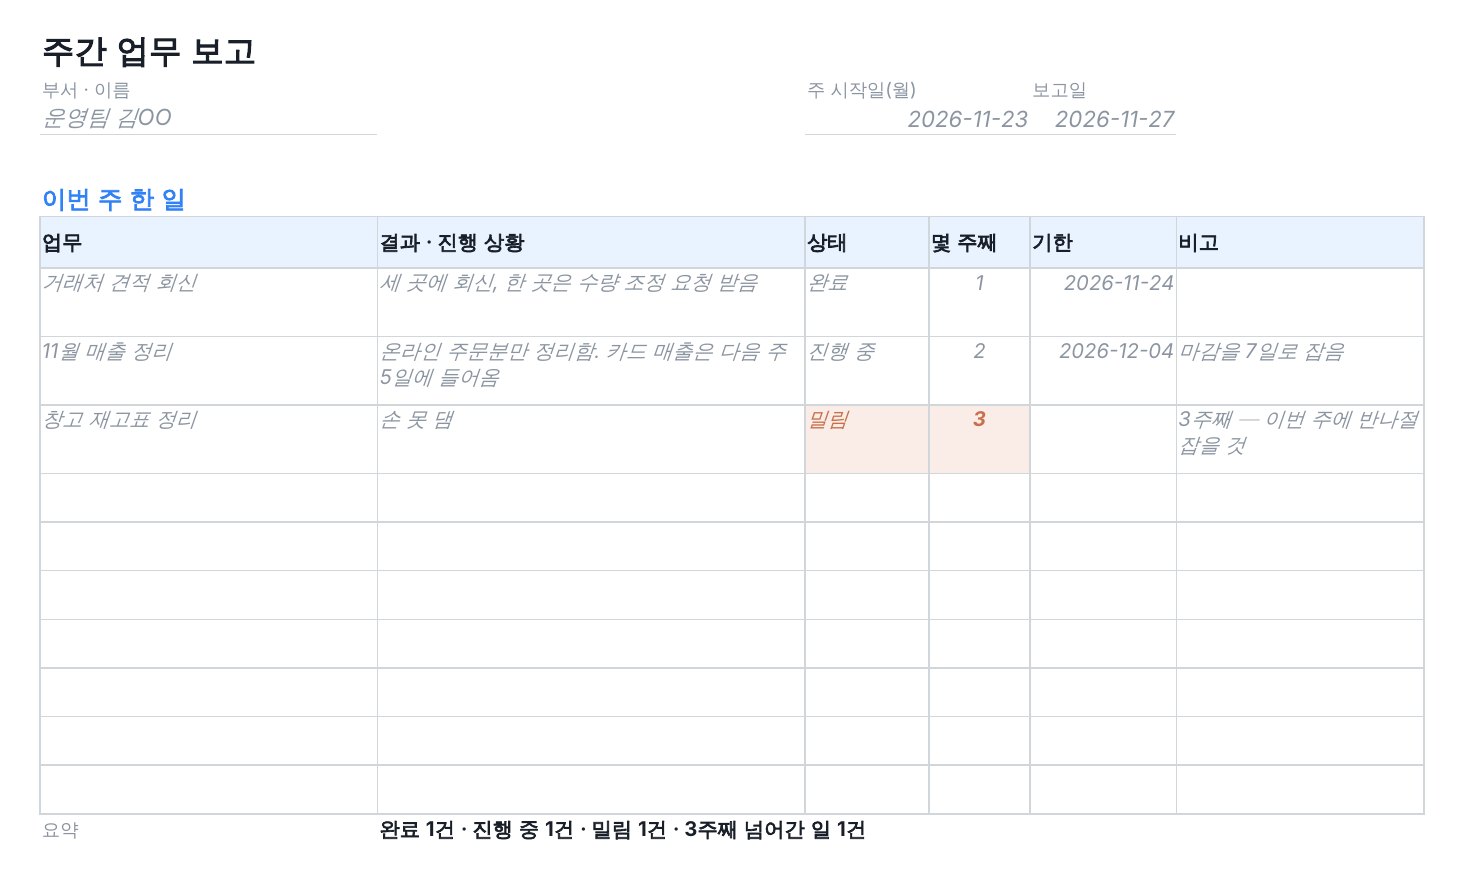 주간 업무 보고
부서 · 이름 주 시작일(월) 보고일
운영팀 김OO 2026-11-23 2026-11-27
이번 주 한 일
업무 결과 · 진행 상황 상태 몇 주째 기한 비고
거래처 견적 회신 세 곳에 회신, 한 곳은 수량 조정 요청 받음 완료 1 2026-11-24
11월 매출 정리 온라인 주문분만 정리함. 카드 매출은 다음 주 진행 중 2 2026-12-04 마감을 7일로 잡음
5일에 들어옴
창고 재고표 정리 손 못 댐 밀림 3 3주째 — 이번 주에 반나절
잡을 것
요약 완료 1건 · 진행 중 1건 · 밀림 1건 · 3주째 넘어간 일 1건